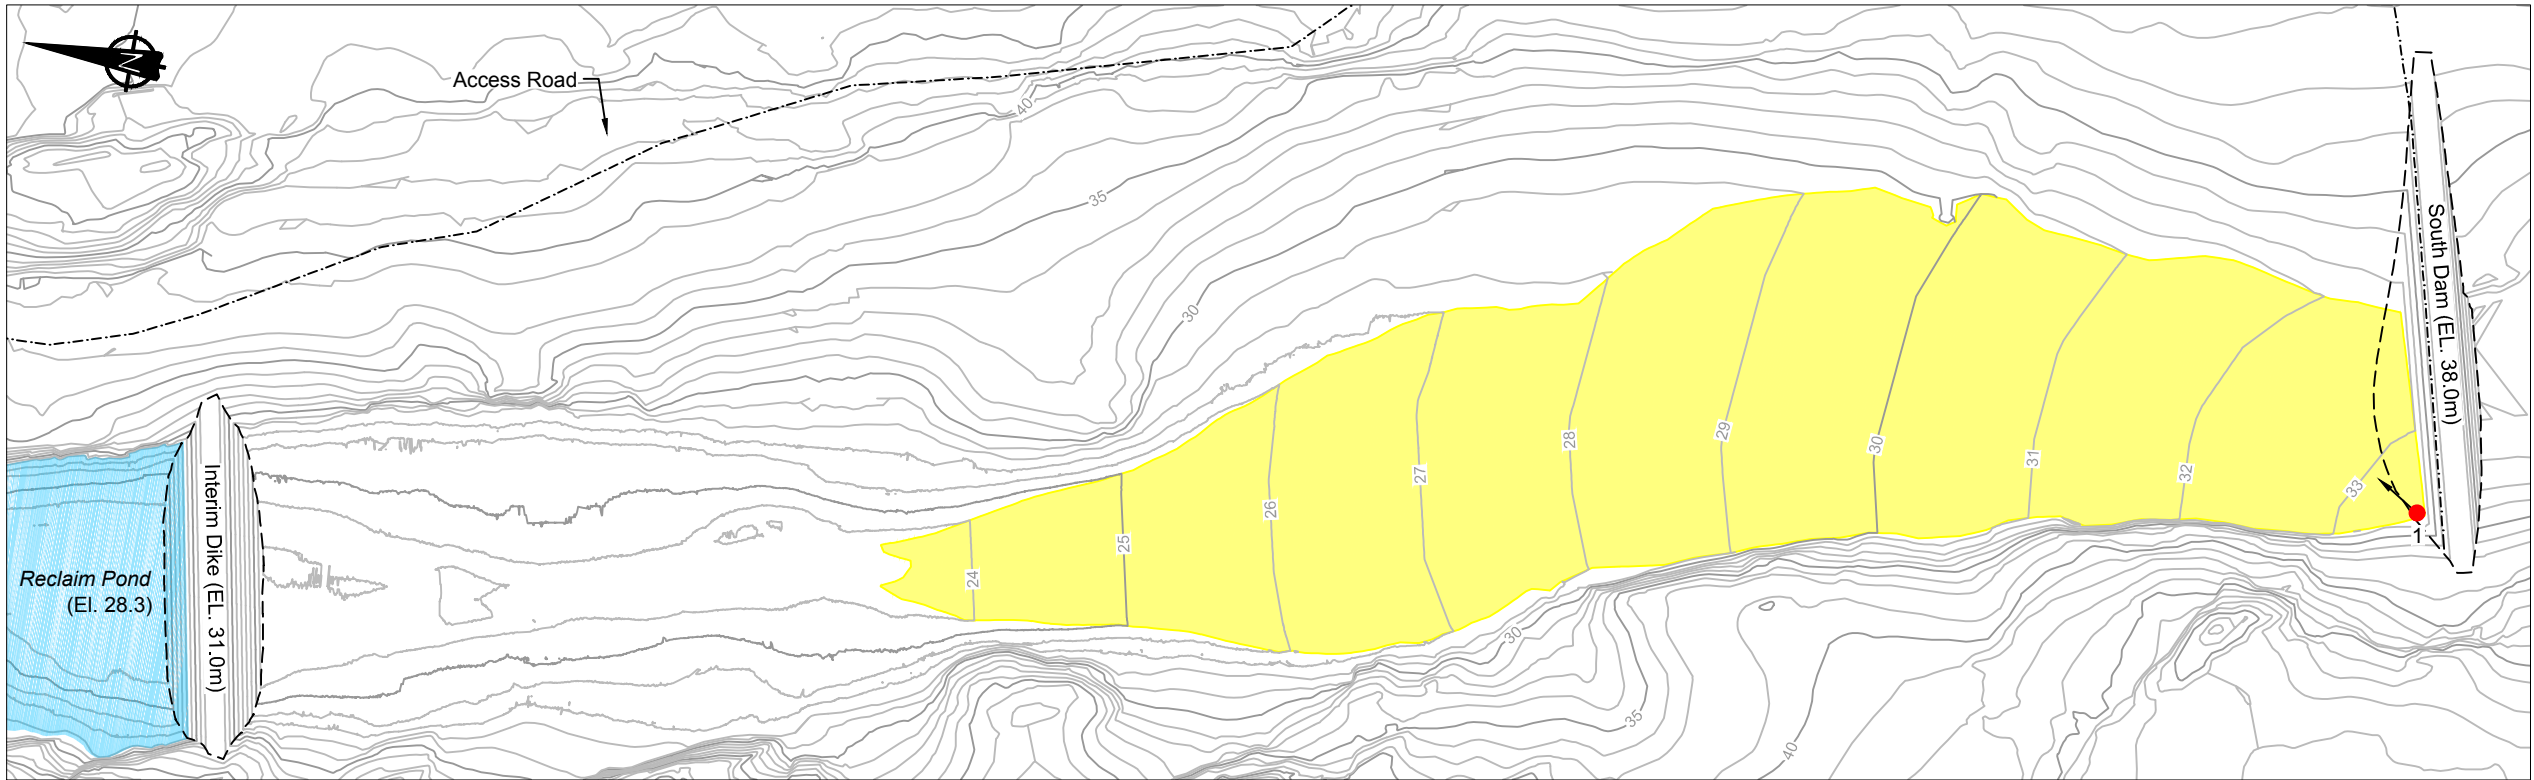 N
Access Road
40
35
30
South Dam (EL. 38.0m)
29
28
30
31
32
27
26
33
25
1
24
Interim Dike (EL. 31.0m)
Reclaim Pond
(El. 28.3)
30
35
40